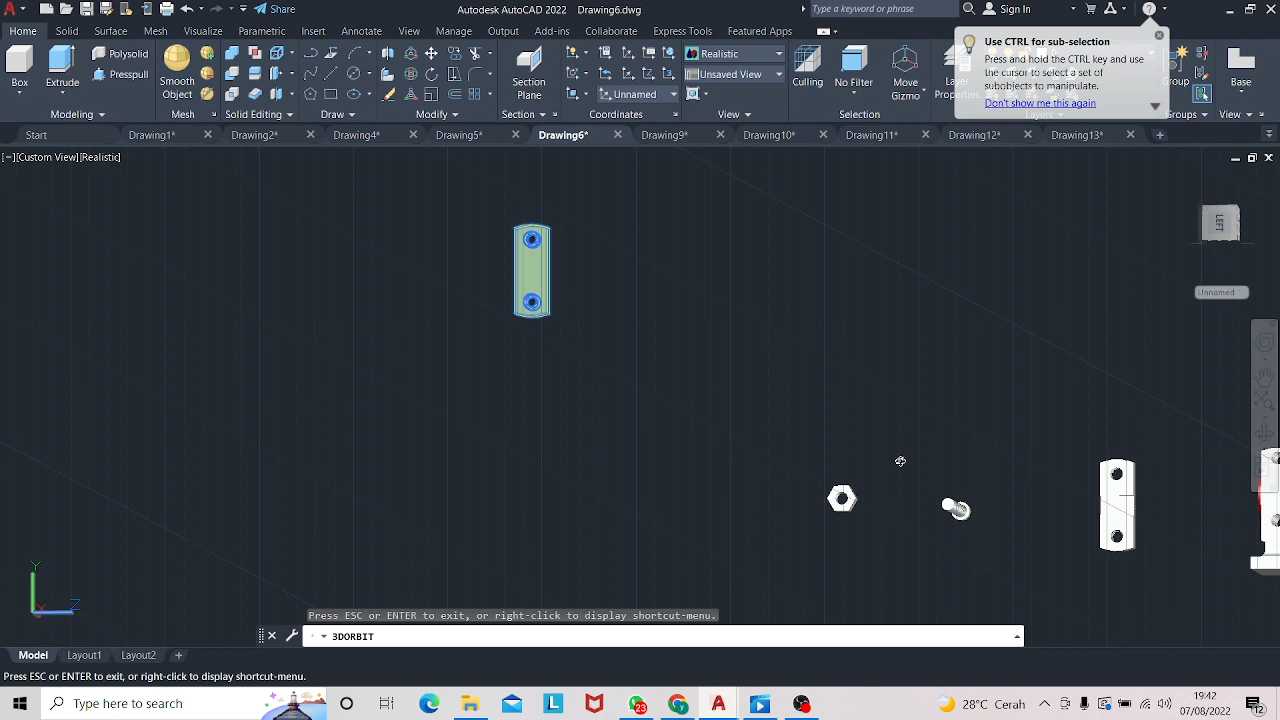 Share
Autodesk AutoCAD 2022 Drawing6.dwg
Type a keyword or phrase
Sign In
Home Solid Surface Mesh Visualize Parametric Insert Annotate View Manage Output Add-ins Collaborate Express Tools Featured Apps
Box
Extrude
Polysolid
Presspull
Modeling
Smooth
Object
Mesh
Solid Editing
Draw
Modify
Section
Plane
Section
Unnamed
Coordinates
Realistic
Unsaved View
View
Culling
No Filter
Move
Gizmo
Selection
Layer
Properties
Layers
Group
Groups
Base
View
Use CTRL for sub-selection
Press and hold the CTRL key and use
the cursor to select a set of
subobjects to manipulate.
Don't show me this again
Start Drawing1* Drawing2* Drawing3* Drawing4* Drawing5* Drawing6* Drawing9* Drawing10* Drawing11* Drawing12* Drawing13*
[−][Custom View][Realistic]
LEFT
Unnamed
Y
X
Z
Press ESC or ENTER to exit, or right-click to display shortcut-menu.
3DORBIT
Model Layout1 Layout2
Press ESC or ENTER to exit, or right-click to display shortcut-menu.
Type here to search
23
28°C Cerah
19:42
07/08/2022
12